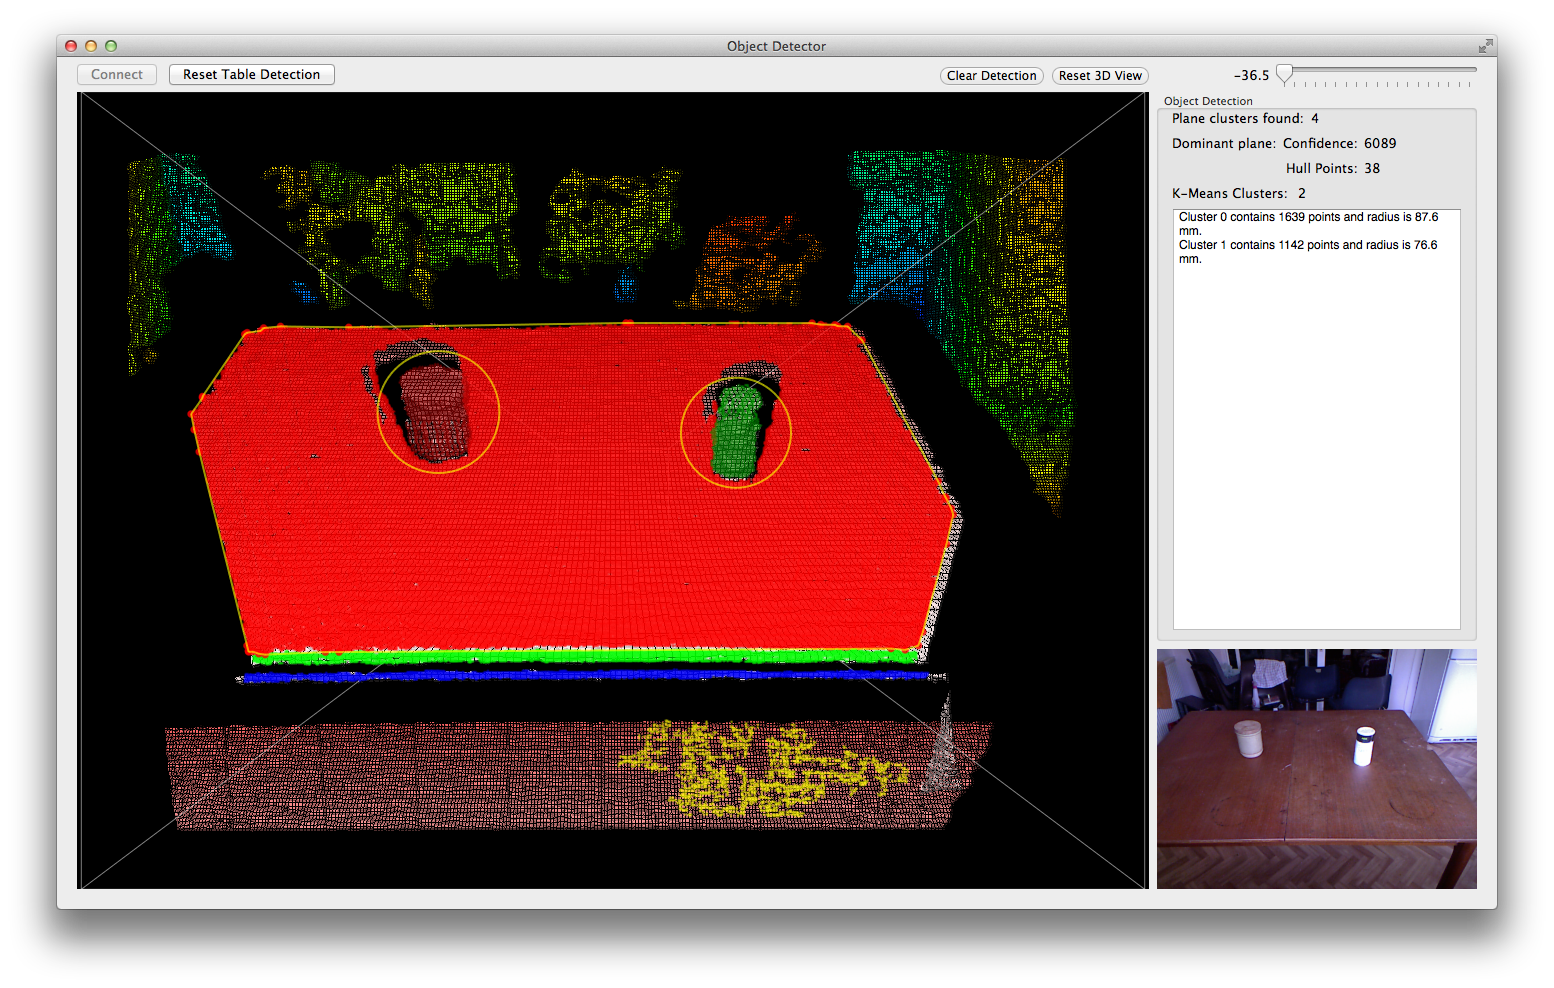 Object Detector
Connect
Reset Table Detection
Clear Detection
Reset 3D View
-36.5
Object Detection
Plane clusters found: 4
Dominant plane: Confidence: 6089
Hull Points: 38
K-Means Clusters: 2
Cluster 0 contains 1639 points and radius is 87.6
mm.
Cluster 1 contains 1142 points and radius is 76.6
mm.